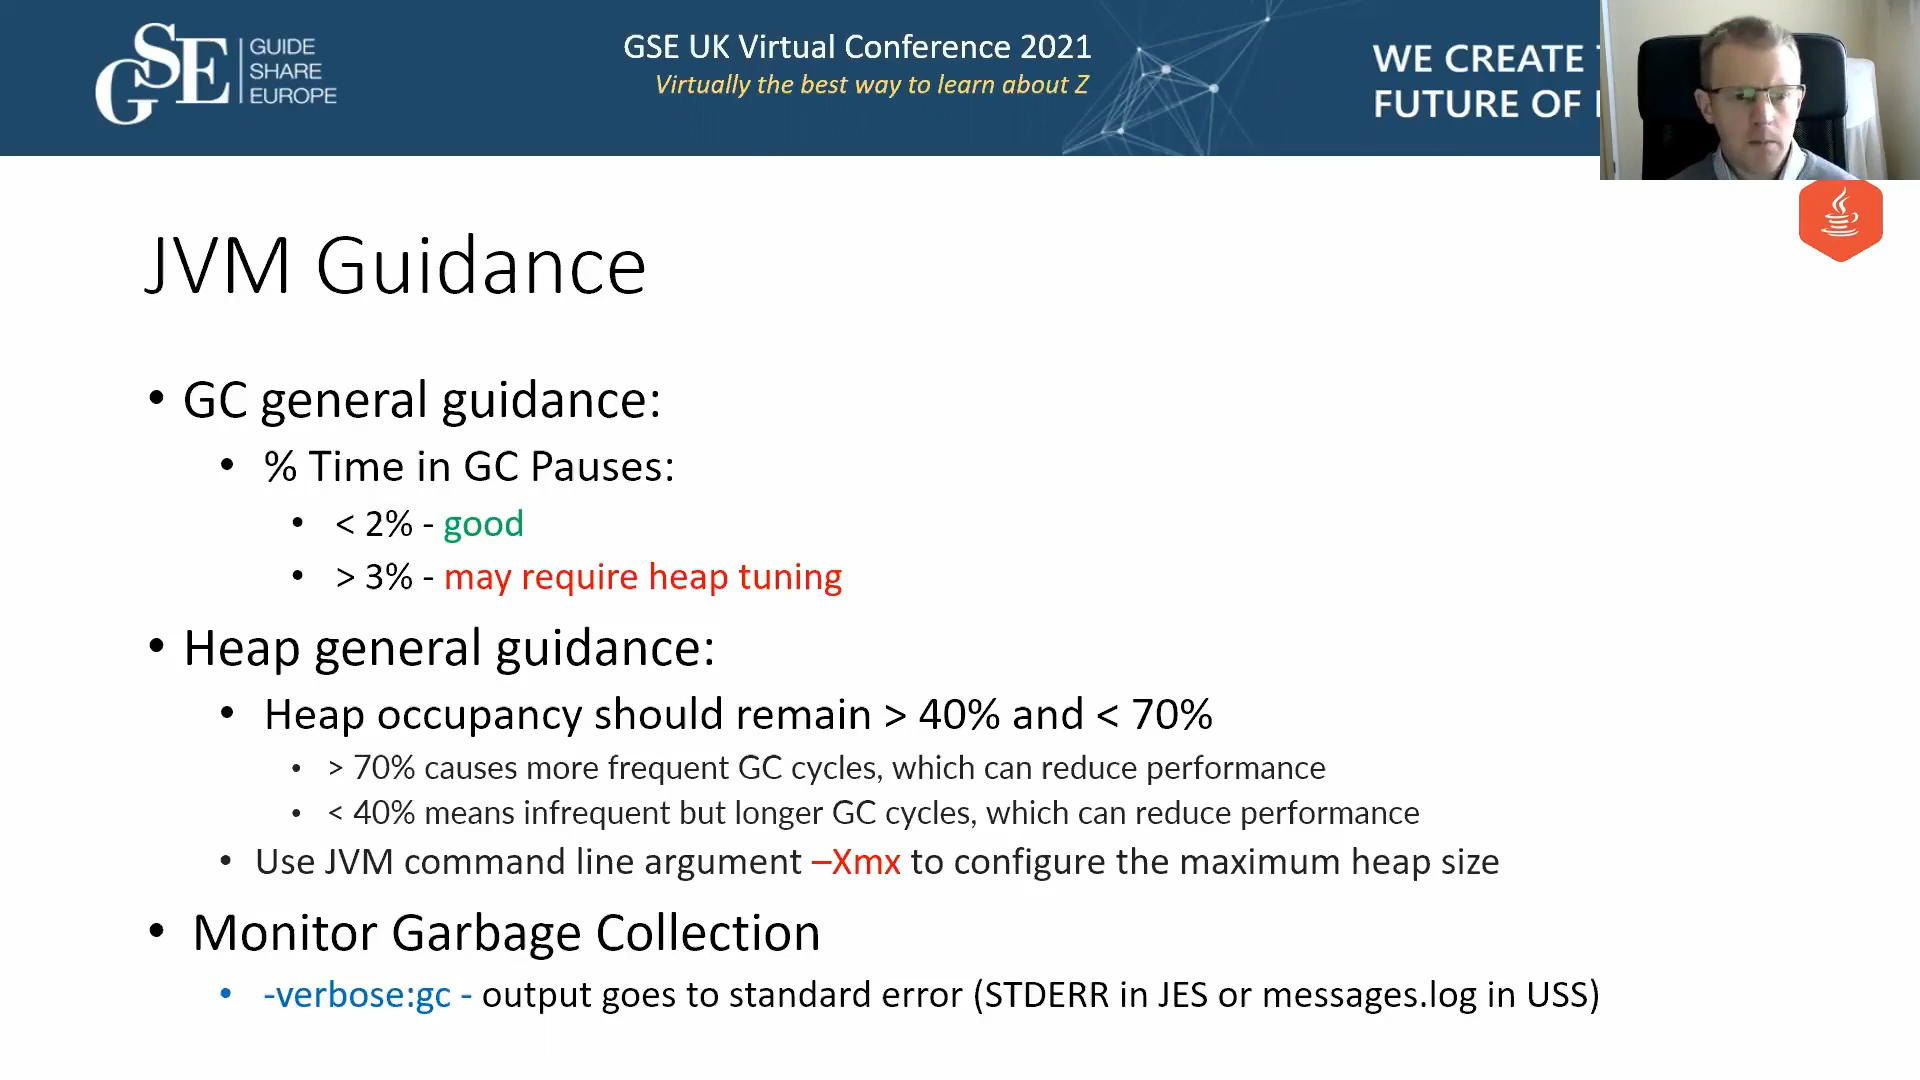 GSE
GUIDE
SHARE
EUROPE
GSE UK Virtual Conference 2021
Virtually the best way to learn about Z
WE CREATE
FUTURE OF
JVM Guidance
• GC general guidance:
• % Time in GC Pauses:
• < 2% - good
• > 3% - may require heap tuning
• Heap general guidance:
• Heap occupancy should remain > 40% and < 70%
• > 70% causes more frequent GC cycles, which can reduce performance
• < 40% means infrequent but longer GC cycles, which can reduce performance
• Use JVM command line argument –Xmx to configure the maximum heap size
• Monitor Garbage Collection
• -verbose:gc - output goes to standard error (STDERR in JES or messages.log in USS)